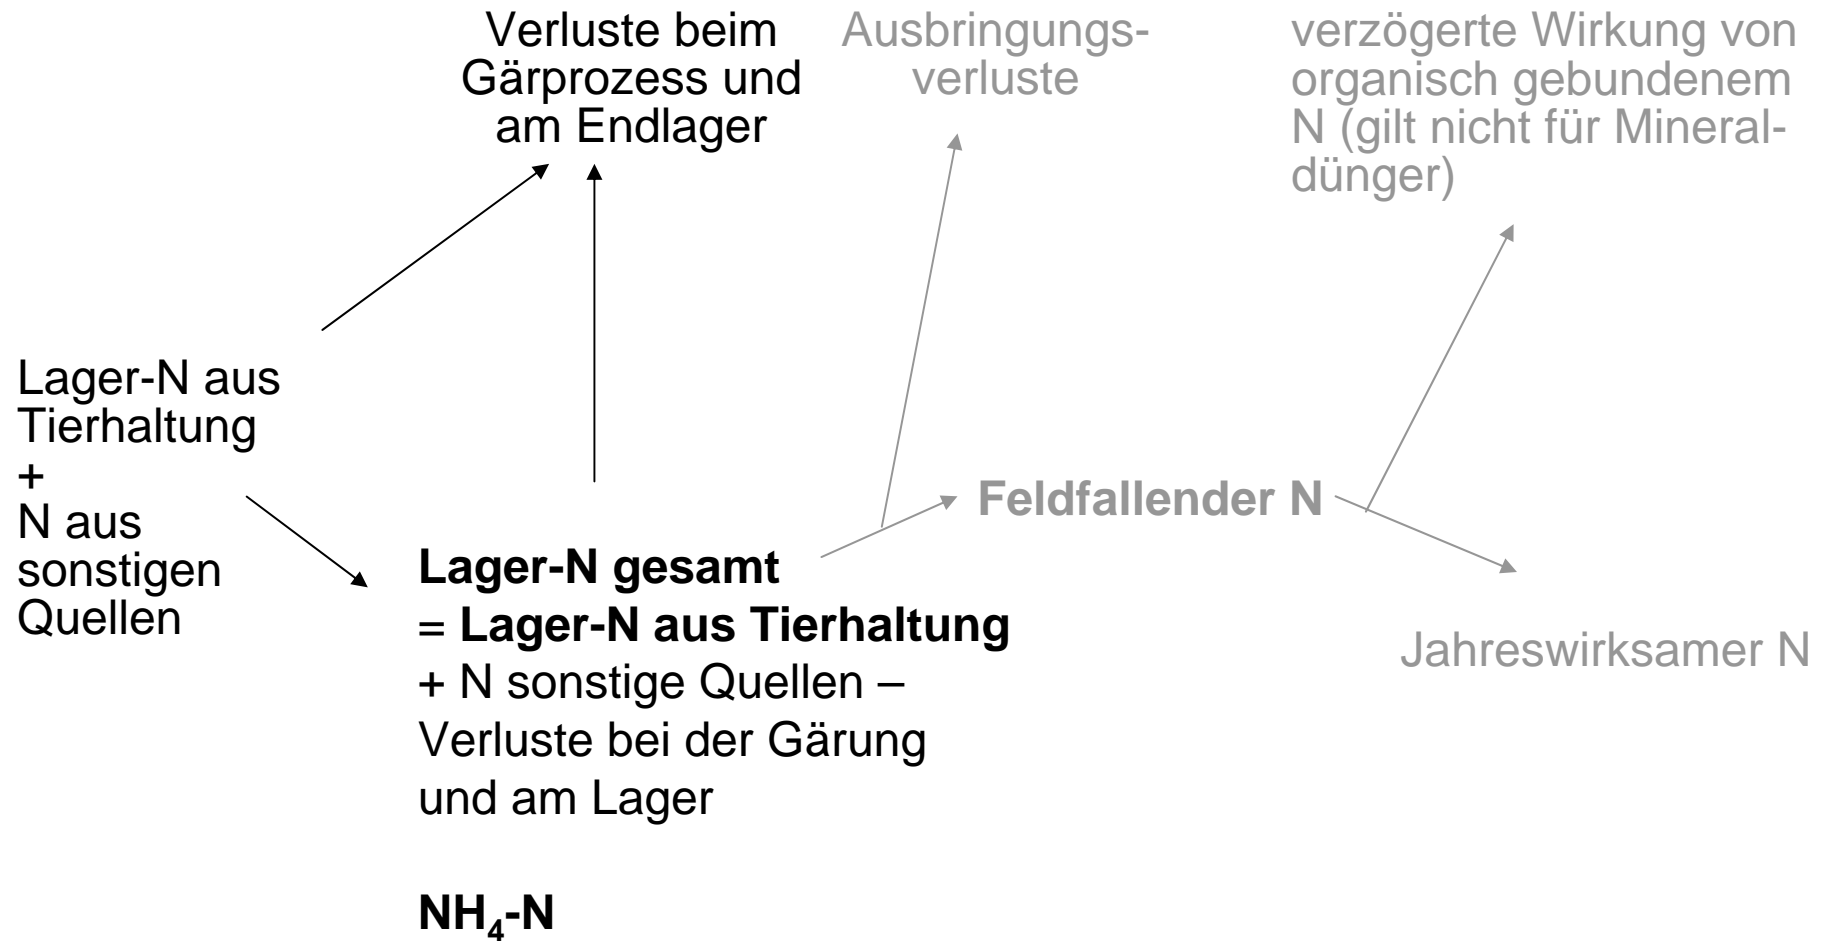 Verluste beim
Gärprozess und
am Endlager
Ausbringungs-
verluste
verzögerte Wirkung von
organisch gebundenem
N (gilt nicht für Mineral-
dünger)
Lager-N aus
Tierhaltung
+
N aus
sonstigen
Quellen
Lager-N gesamt
= Lager-N aus Tierhaltung
+ N sonstige Quellen –
Verluste bei der Gärung
und am Lager
NH₄-N
Feldfallender N
Jahreswirksamer N